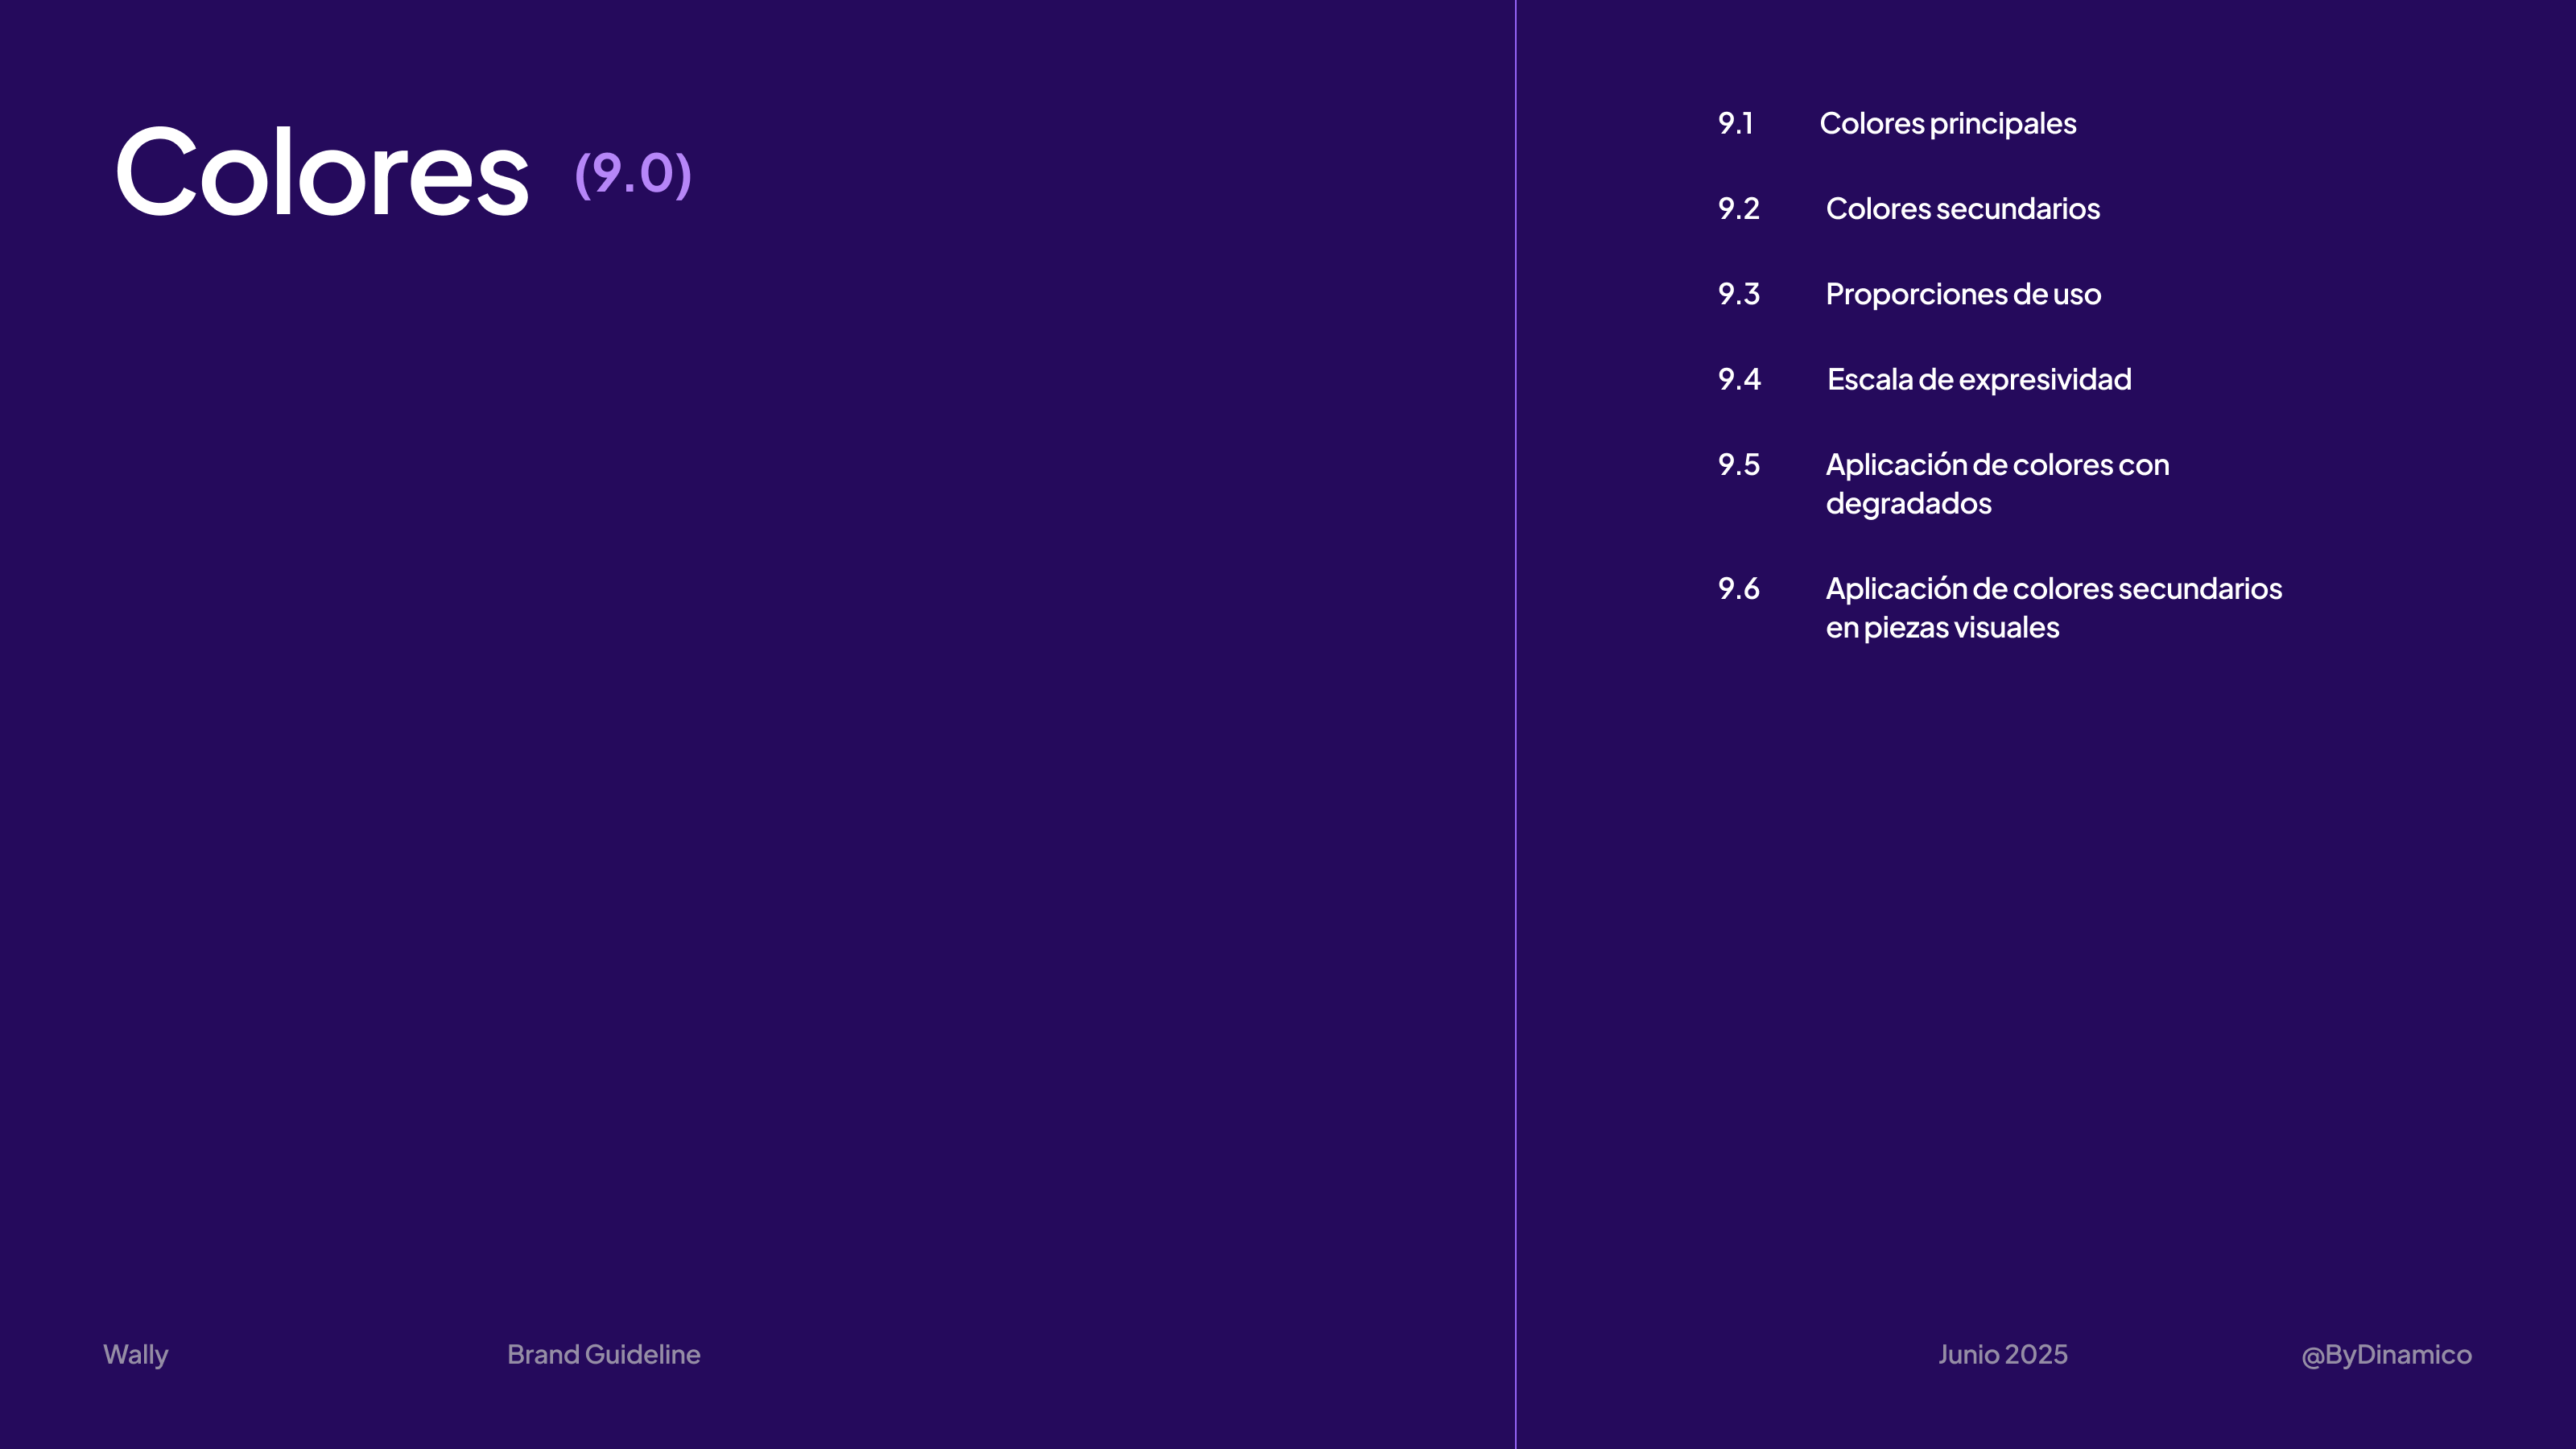 Colores (9.0)
9.1 Colores principales
9.2 Colores secundarios
9.3 Proporciones de uso
9.4 Escala de expresividad
9.5 Aplicación de colores con
degradados
9.6 Aplicación de colores secundarios
en piezas visuales
Wally Brand Guideline Junio 2025 @ByDinamico